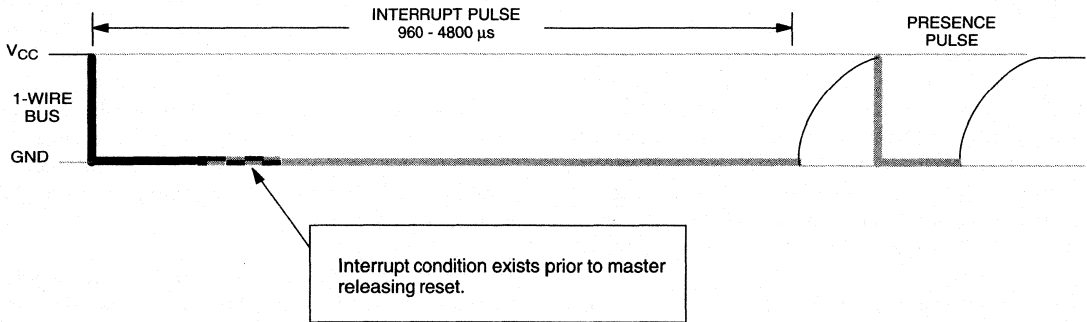 INTERRUPT PULSE
960 - 4800 µs
PRESENCE
PULSE
VCC
1-WIRE
BUS
GND
Interrupt condition exists prior to master
releasing reset.